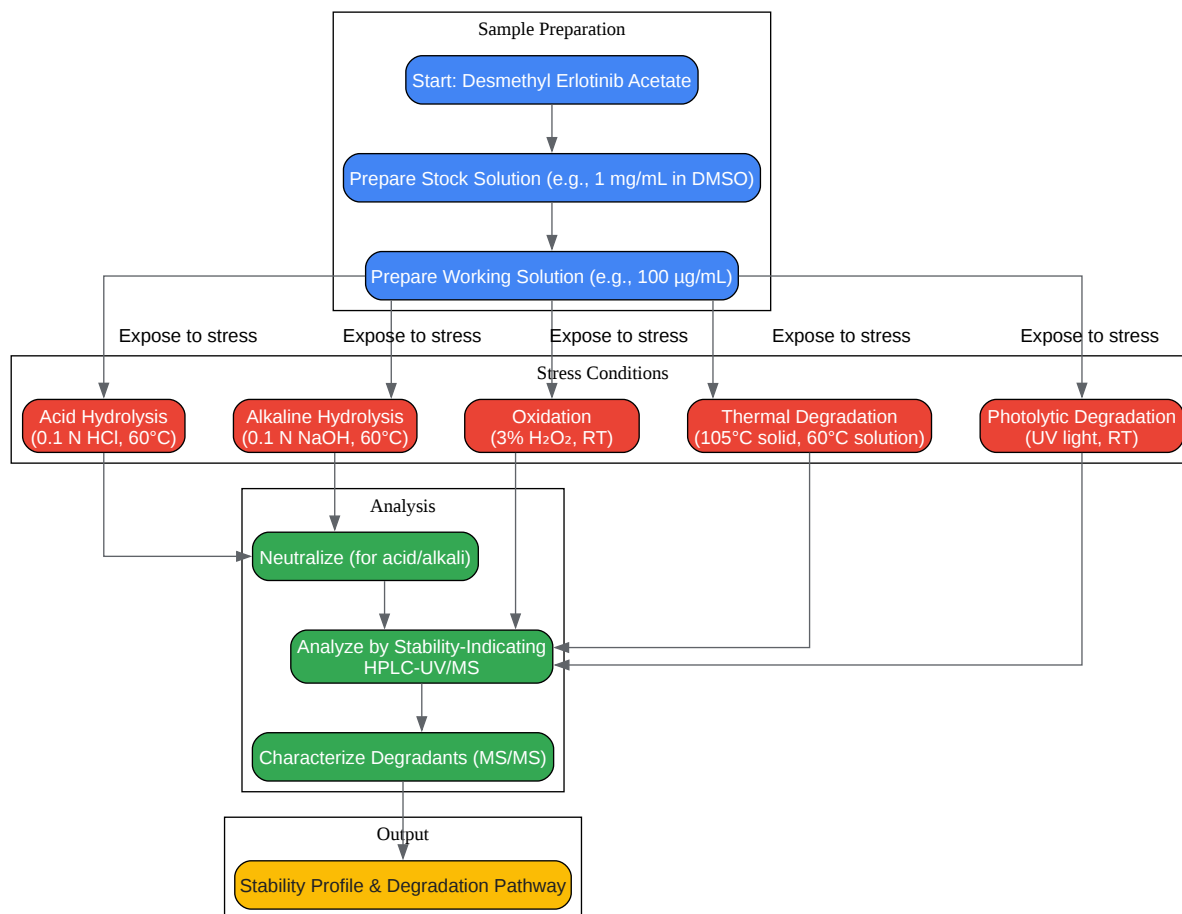 Sample Preparation
Start: Desmethyl Erlotinib Acetate
Prepare Stock Solution (e.g., 1 mg/mL in DMSO)
Prepare Working Solution (e.g., 100 µg/mL)
Expose to stress
Expose to stress
Expose to stress
Expose to stress
Expose to stress
Stress Conditions
Acid Hydrolysis
(0.1 N HCl, 60°C)
Alkaline Hydrolysis
(0.1 N NaOH, 60°C)
Oxidation
(3% H₂O₂, RT)
Thermal Degradation
(105°C solid, 60°C solution)
Photolytic Degradation
(UV light, RT)
Analysis
Neutralize (for acid/alkali)
Analyze by Stability-Indicating
HPLC-UV/MS
Characterize Degradants (MS/MS)
Output
Stability Profile & Degradation Pathway